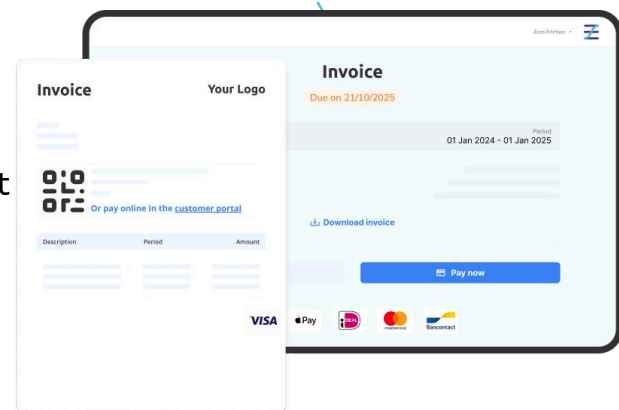 Zero Friction
Invoice
Due on 21/10/2025
Period
01 Jan 2024 - 01 Jan 2025
Download invoice
Pay now
Invoice
Your Logo
t
Or pay online in the customer portal
Description Period Amount
VISA
Pay
iDEAL
mastercard
Bancontact